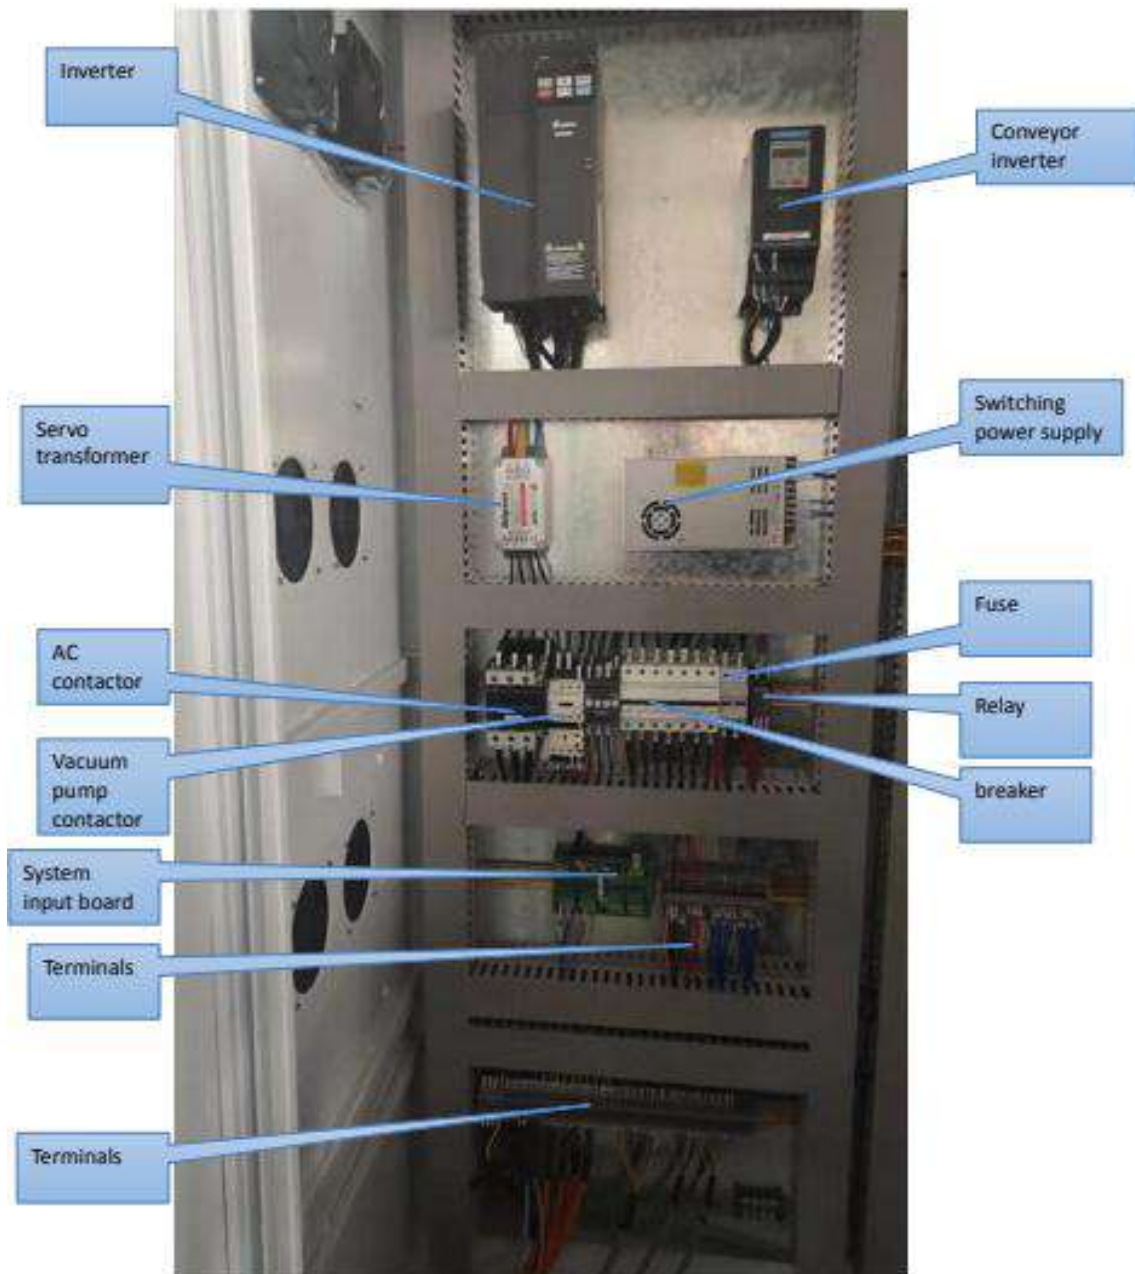 Inverter
Conveyor
inverter
Servo
transformer
Switching
power supply
Fuse
AC
contactor
Relay
Vacuum
pump
contactor
breaker
System
input board
Terminals
Terminals